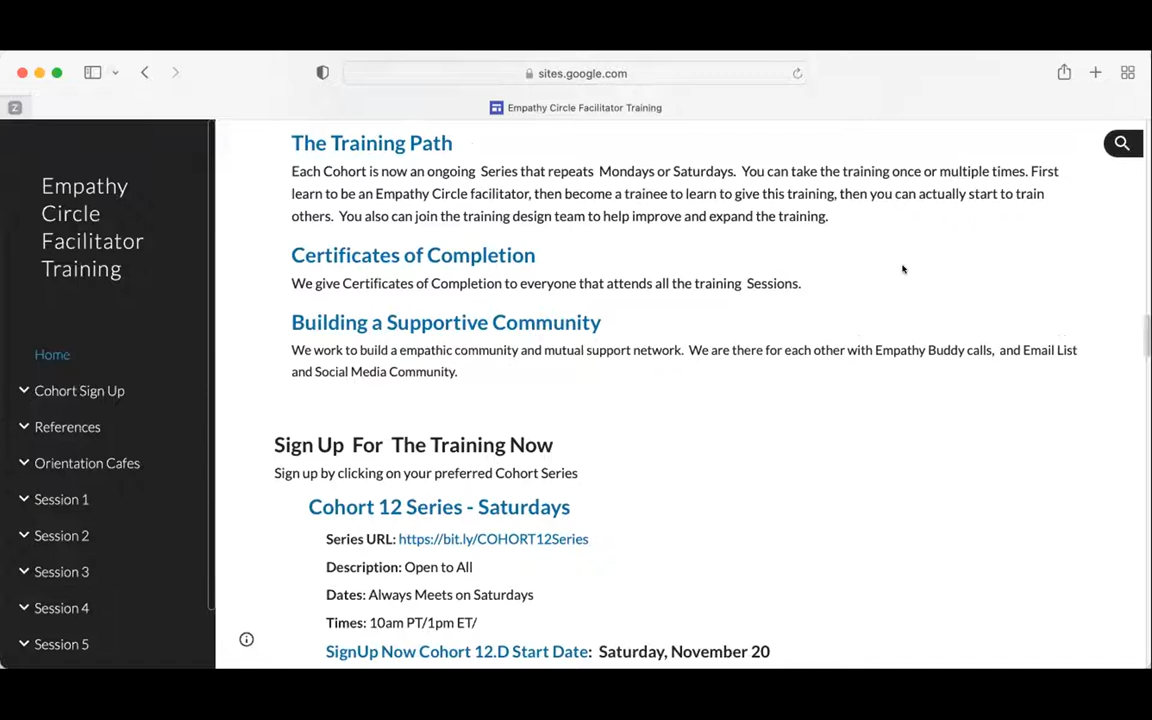 sites.google.com
Z
Empathy Circle Facilitator Training
Empathy
Circle
Facilitator
Training
Home
Cohort Sign Up
References
Orientation Cafes
Session 1
Session 2
Session 3
Session 4
Session 5
The Training Path
Each Cohort is now an ongoing Series that repeats Mondays or Saturdays. You can take the training once or multiple times. First
learn to be an Empathy Circle facilitator, then become a trainee to learn to give this training, then you can actually start to train
others. You also can join the training design team to help improve and expand the training.
Certificates of Completion
We give Certificates of Completion to everyone that attends all the training Sessions.
Building a Supportive Community
We work to build a empathic community and mutual support network. We are there for each other with Empathy Buddy calls, and Email List
and Social Media Community.
Sign Up For The Training Now
Sign up by clicking on your preferred Cohort Series
Cohort 12 Series - Saturdays
Series URL: https://bit.ly/COHORT12Series
Description: Open to All
Dates: Always Meets on Saturdays
Times: 10am PT/1pm ET/
SignUp Now Cohort 12.D Start Date: Saturday, November 20